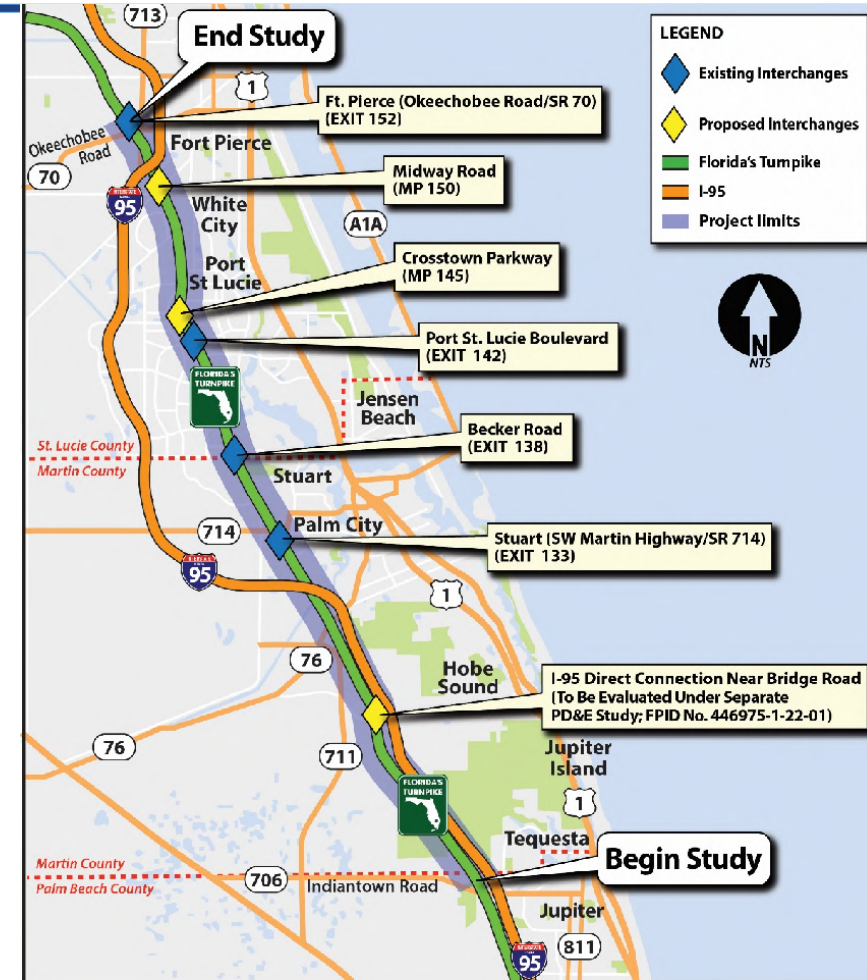 713
End Study
LEGEND
Existing Interchanges
Proposed Interchanges
Florida's Turnpike
I-95
Project limits
1
Ft. Pierce (Okeechobee Road/SR 70)
(EXIT 152)
Okeechobee
Road
Fort Pierce
70
95
Midway Road
(MP 150)
White
City
A1A
Port
St Lucie
Crosstown Parkway
(MP 145)
N
NTS
Port St. Lucie Boulevard
(EXIT 142)
FLORIDA'S
TURNPIKE
Jensen
Beach
Becker Road
(EXIT 138)
St. Lucie County
Martin County
Stuart
714
Palm City
Stuart (SW Martin Highway/SR 714)
(EXIT 133)
95
1
76
Hobe
Sound
I-95 Direct Connection Near Bridge Road
(To Be Evaluated Under Separate
PD&E Study; FPID No. 446975-1-22-01)
76
711
Jupiter
Island
FLORIDA'S
TURNPIKE
1
Tequesta
Begin Study
Martin County
Palm Beach County
706
Indiantown Road
Jupiter
811
95